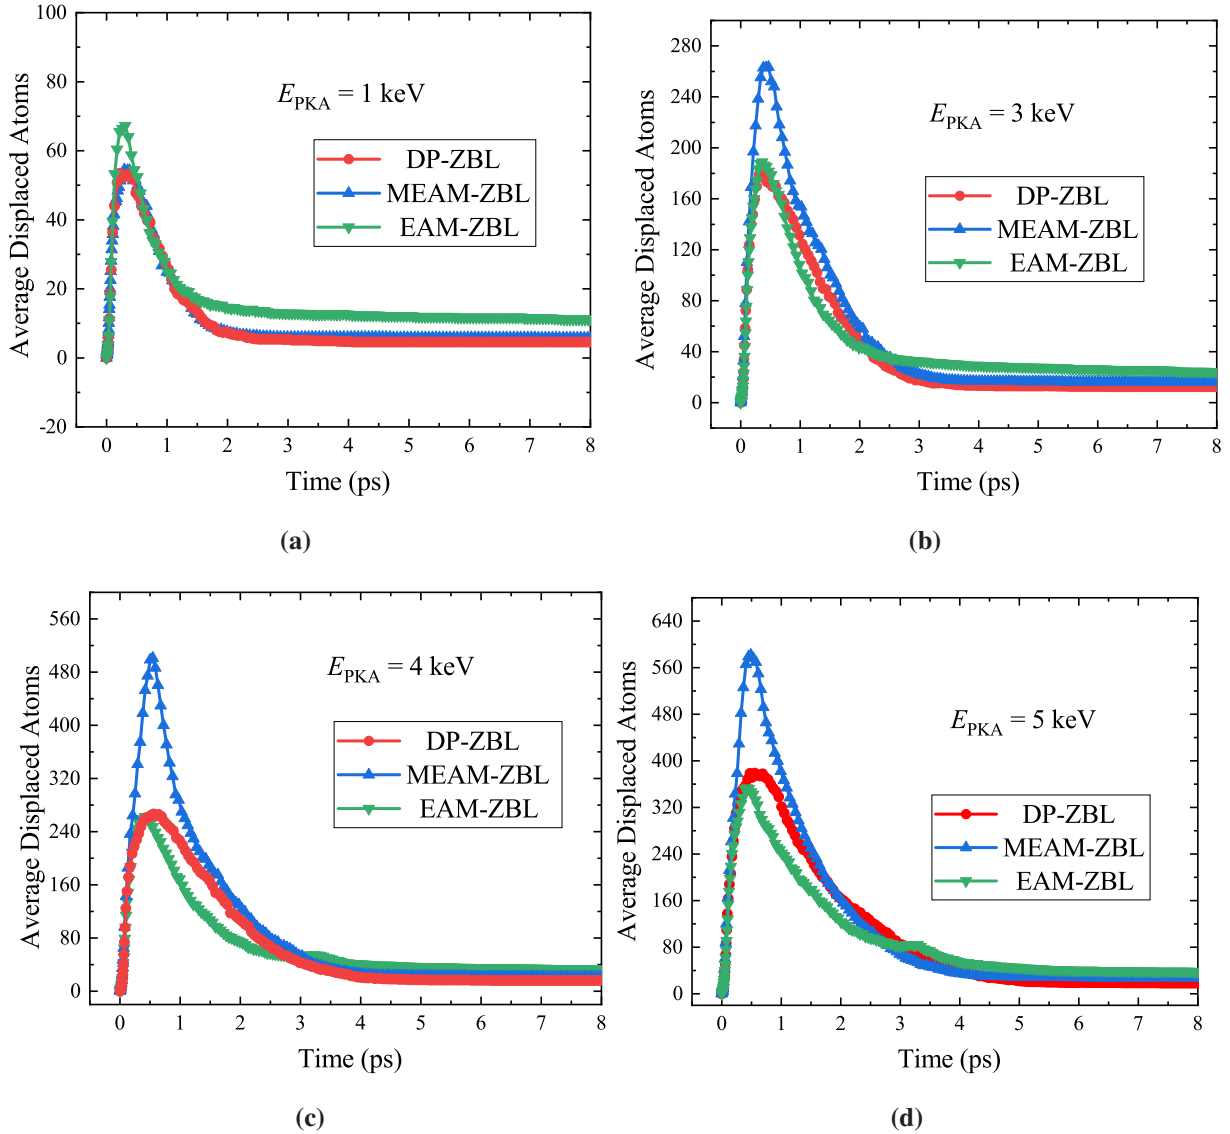 100
80
60
40
20
0
-20
Average Displaced Atoms
E_PKA = 1 keV
DP-ZBL
MEAM-ZBL
EAM-ZBL
0 1 2 3 4 5 6 7 8
Time (ps)
(a)
280
240
200
160
120
80
40
0
Average Displaced Atoms
E_PKA = 3 keV
DP-ZBL
MEAM-ZBL
EAM-ZBL
0 1 2 3 4 5 6 7 8
Time (ps)
(b)
560
480
400
320
240
160
80
0
Average Displaced Atoms
E_PKA = 4 keV
DP-ZBL
MEAM-ZBL
EAM-ZBL
0 1 2 3 4 5 6 7 8
Time (ps)
(c)
640
560
480
400
320
240
160
80
0
Average Displaced Atoms
E_PKA = 5 keV
DP-ZBL
MEAM-ZBL
EAM-ZBL
0 1 2 3 4 5 6 7 8
Time (ps)
(d)